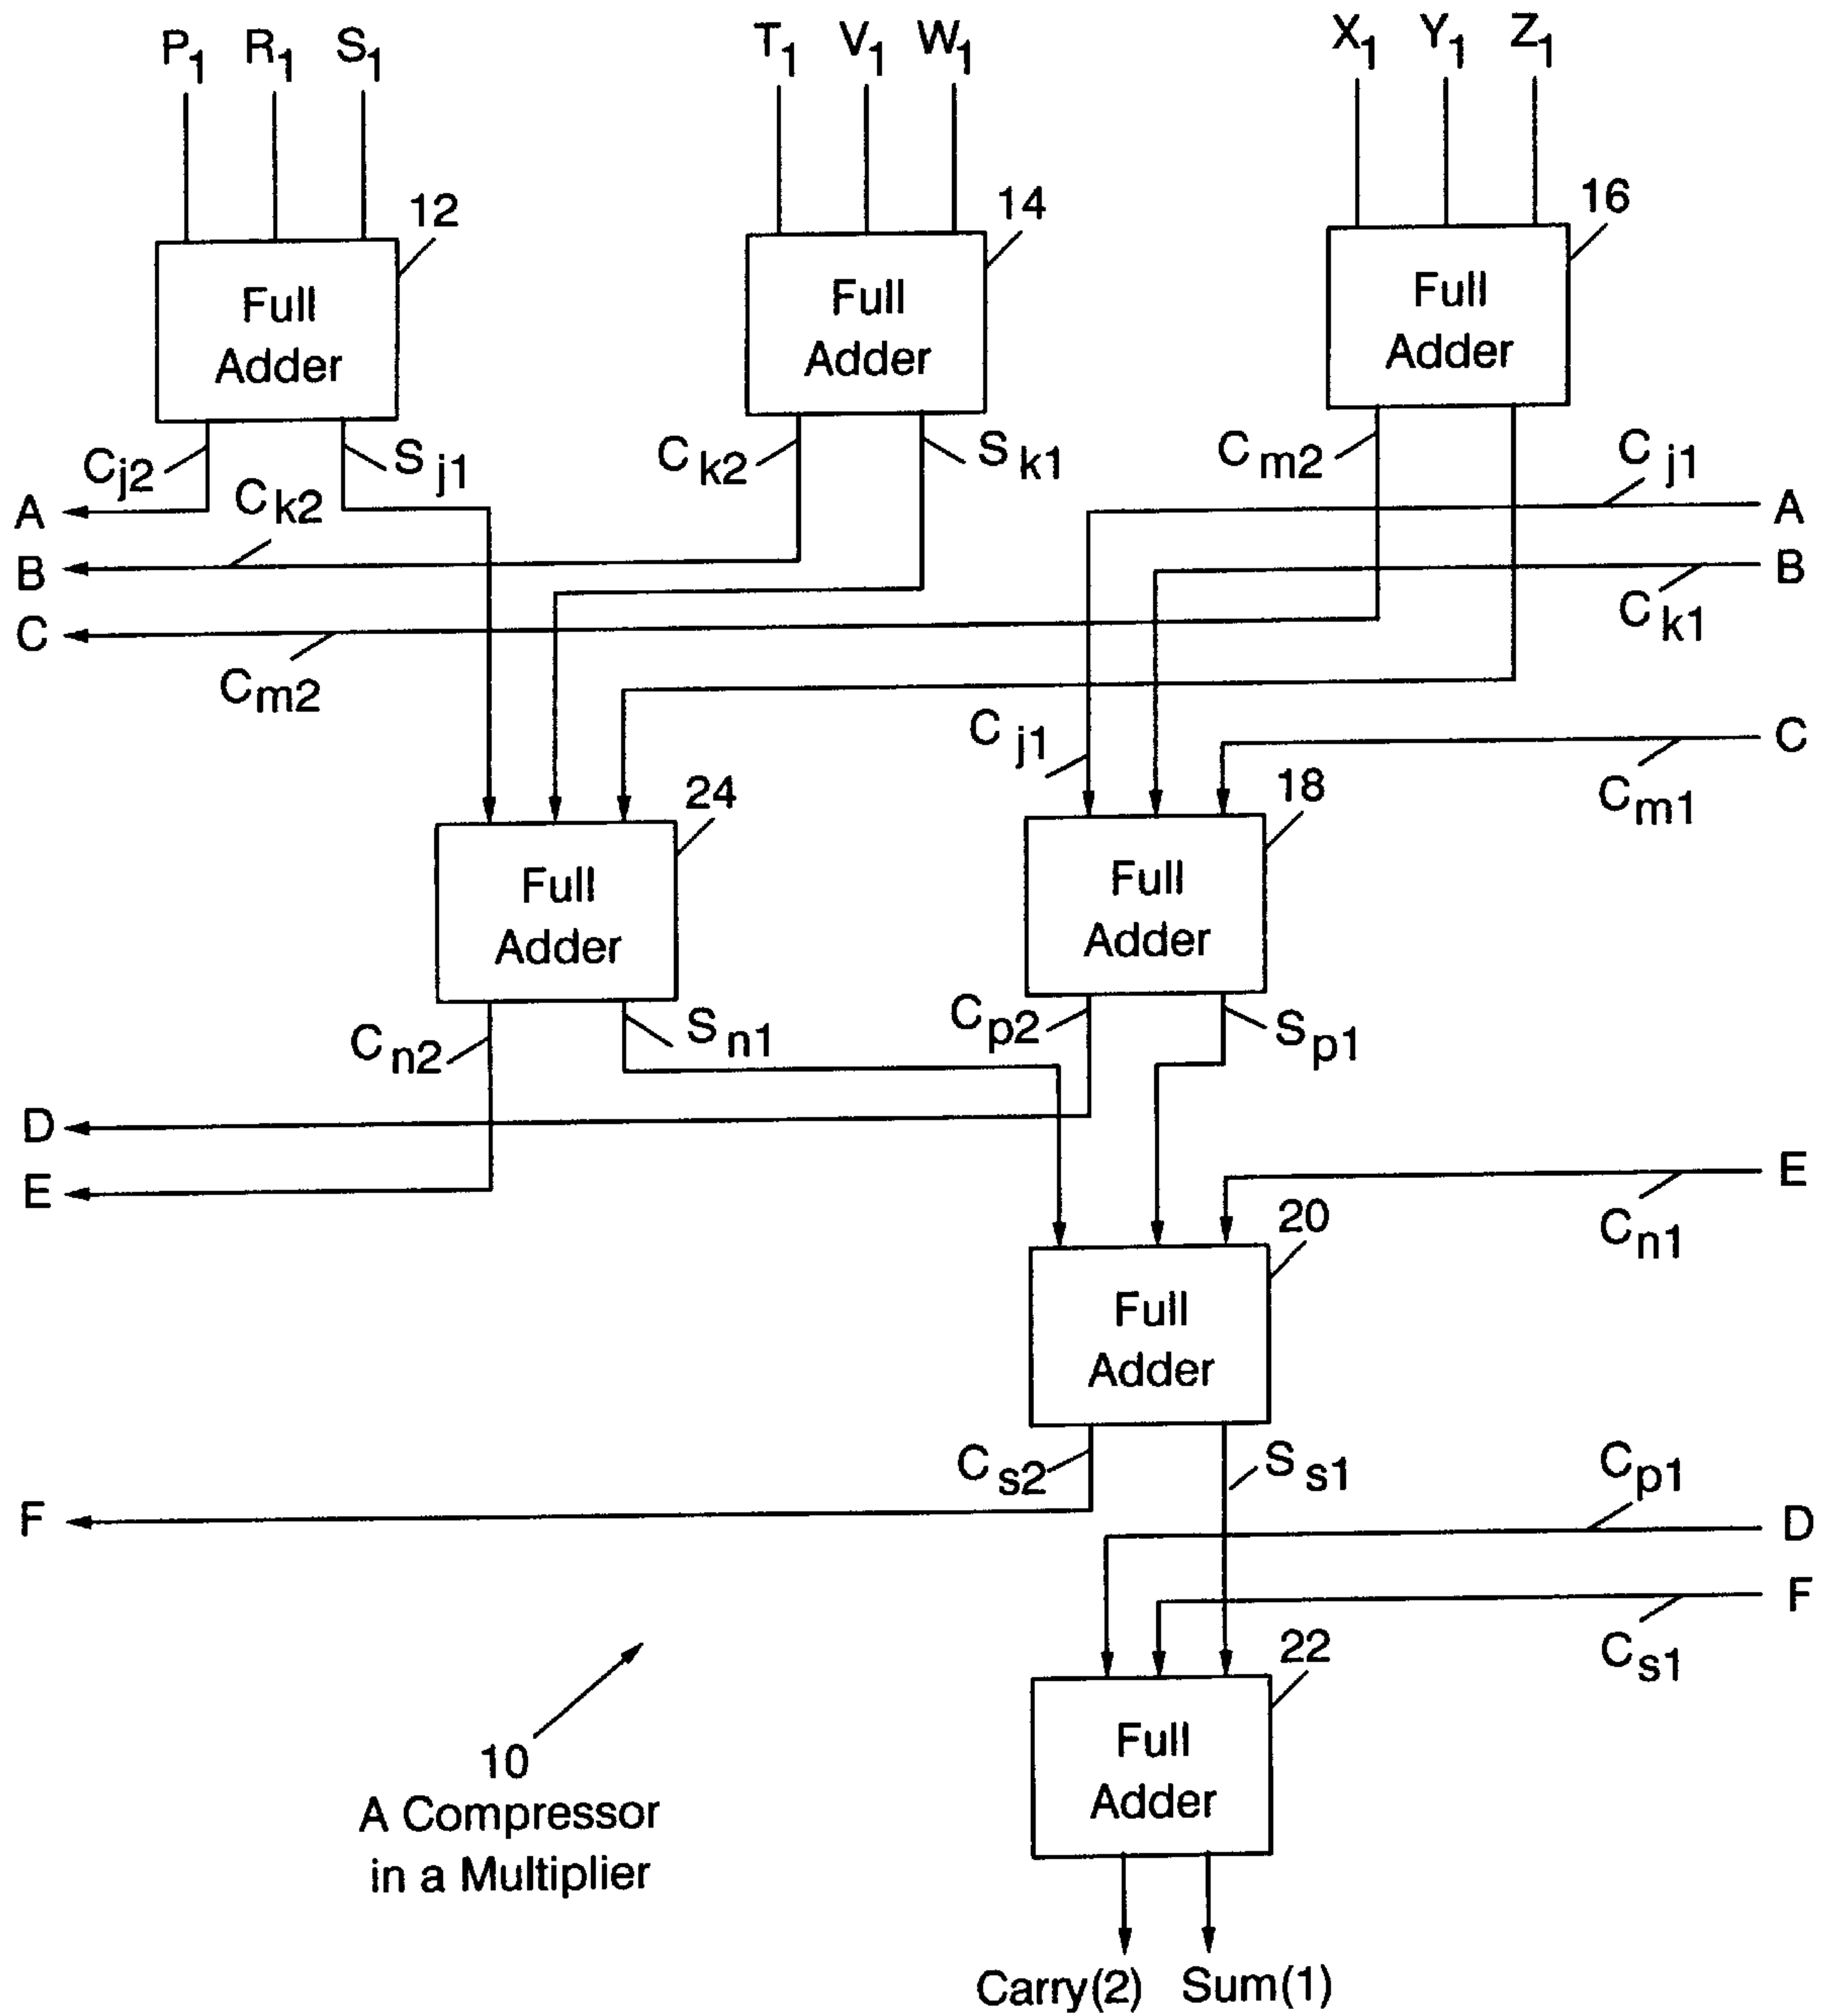 P1 R1 S1
T1 V1 W1
X1 Y1 Z1
12
14
16
Full
Adder
Full
Adder
Full
Adder
Cj2
Sj1
Ck2
Sk1
Cm2
Cj1
A
Ck2
A
B
B
Ck1
C
Cm2
Cj1
C
Cm1
24
18
Full
Adder
Full
Adder
Cn2
Sn1
Cp2
Sp1
D
E
E
Cn1
20
Full
Adder
Cs2
Ss1
Cp1
F
D
F
Cs1
22
Full
Adder
10
A Compressor
in a Multiplier
Carry(2) Sum(1)